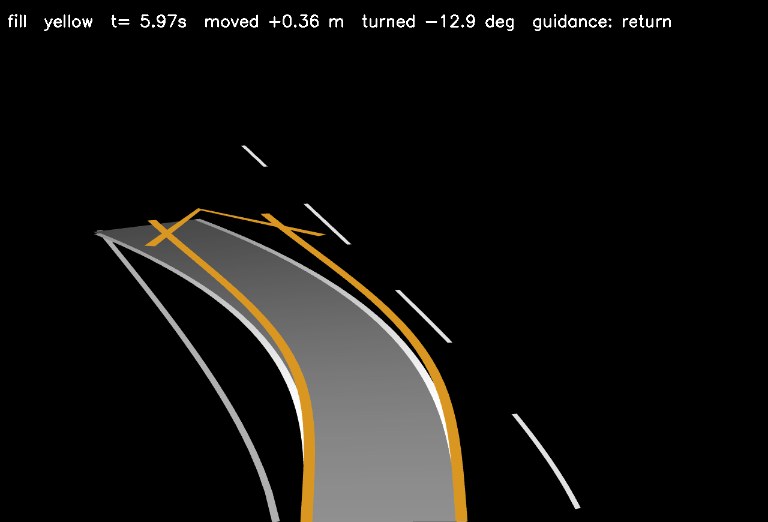 fill yellow t= 5.97s moved +0.36 m turned −12.9 deg guidance: return